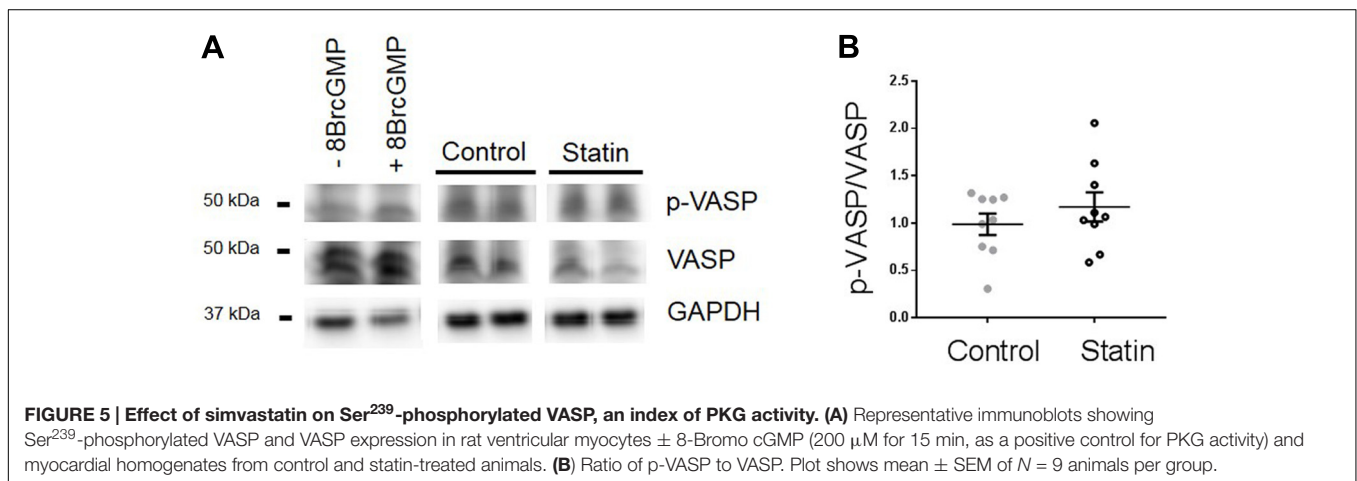 A
- 8BrcGMP
+ 8BrcGMP
Control
Statin
50 kDa
p-VASP
50 kDa
VASP
37 kDa
GAPDH
B
p-VASP/VASP
2.5
2.0
1.5
1.0
0.5
0.0
Control
Statin
FIGURE 5 | Effect of simvastatin on Ser²³⁹-phosphorylated VASP, an index of PKG activity. (A) Representative immunoblots showing
Ser²³⁹-phosphorylated VASP and VASP expression in rat ventricular myocytes ± 8-Bromo cGMP (200 μM for 15 min, as a positive control for PKG activity) and
myocardial homogenates from control and statin-treated animals. (B) Ratio of p-VASP to VASP. Plot shows mean ± SEM of N = 9 animals per group.